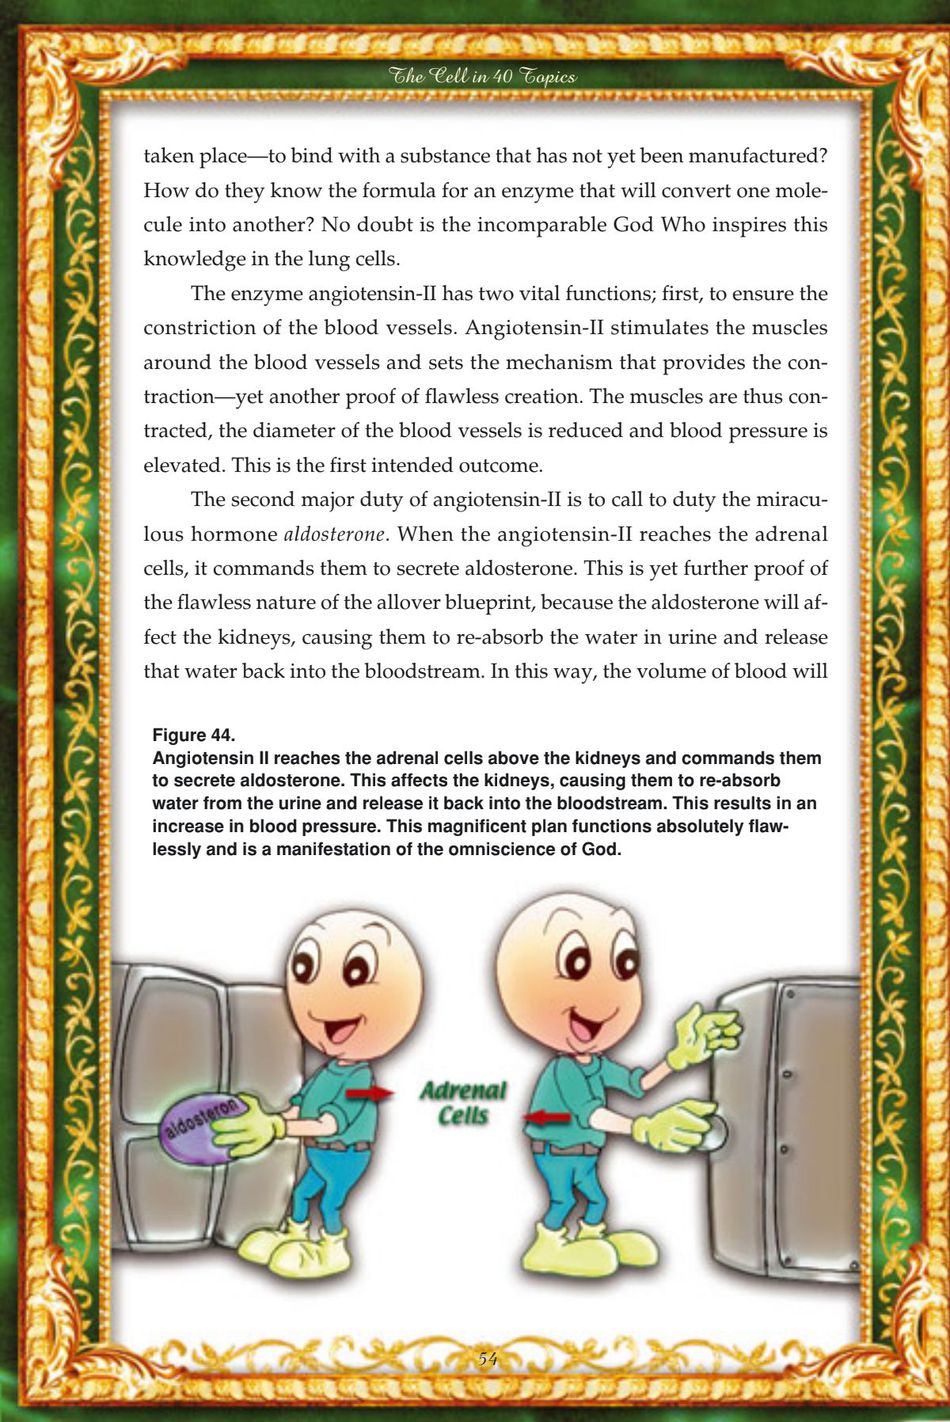 The Cell in 40 Topics
taken place—to bind with a substance that has not yet been manufactured?
How do they know the formula for an enzyme that will convert one mole-
cule into another? No doubt is the incomparable God Who inspires this
knowledge in the lung cells.
The enzyme angiotensin-II has two vital functions; first, to ensure the
constriction of the blood vessels. Angiotensin-II stimulates the muscles
around the blood vessels and sets the mechanism that provides the con-
traction—yet another proof of flawless creation. The muscles are thus con-
tracted, the diameter of the blood vessels is reduced and blood pressure is
elevated. This is the first intended outcome.
The second major duty of angiotensin-II is to call to duty the miracu-
lous hormone aldosterone. When the angiotensin-II reaches the adrenal
cells, it commands them to secrete aldosterone. This is yet further proof of
the flawless nature of the allover blueprint, because the aldosterone will af-
fect the kidneys, causing them to re-absorb the water in urine and release
that water back into the bloodstream. In this way, the volume of blood will
Figure 44.
Angiotensin II reaches the adrenal cells above the kidneys and commands them
to secrete aldosterone. This affects the kidneys, causing them to re-absorb
water from the urine and release it back into the bloodstream. This results in an
increase in blood pressure. This magnificent plan functions absolutely flaw-
lessly and is a manifestation of the omniscience of God.
Adrenal
Cells
aldosteron
54